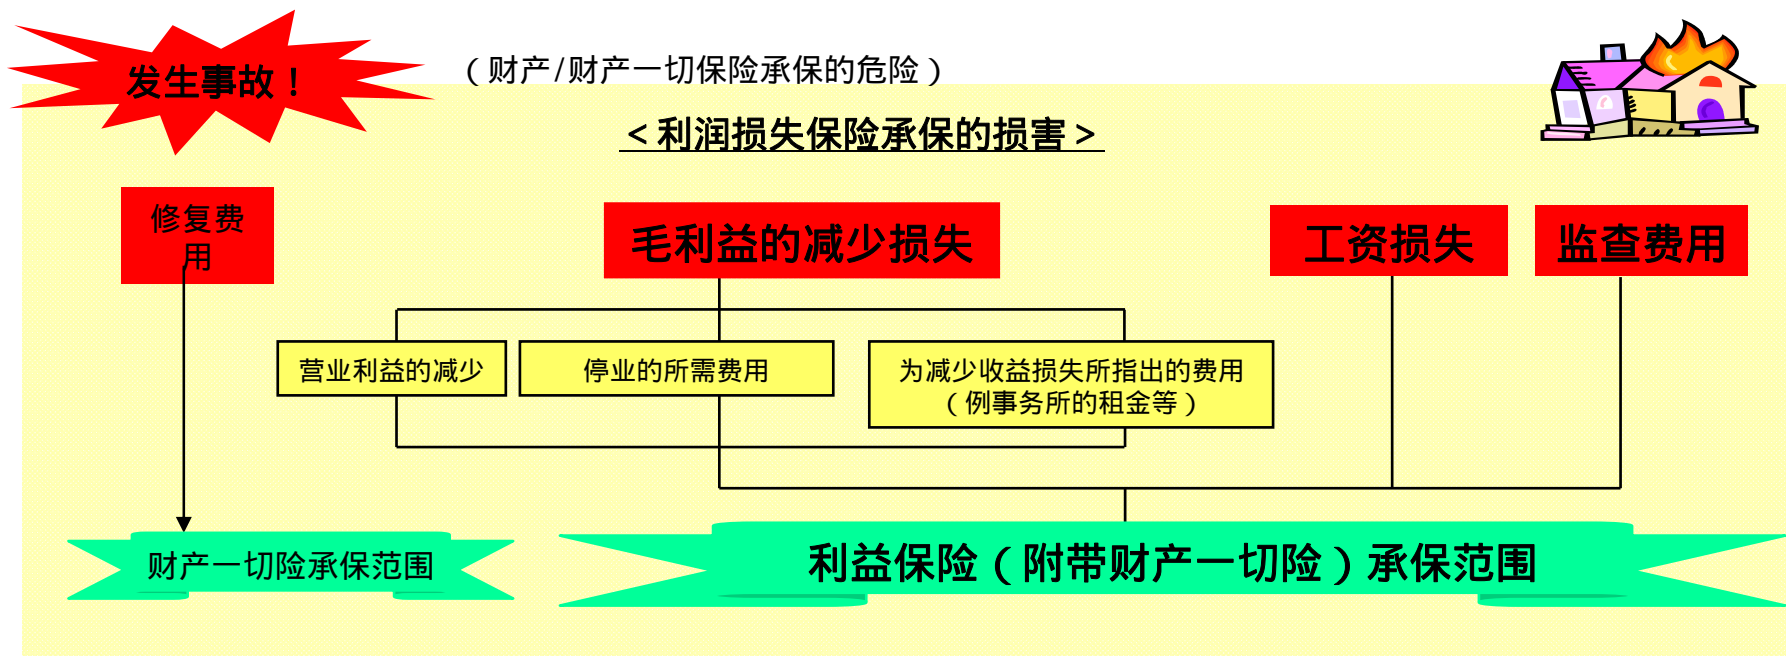 发生事故！
（财产/财产一切保险承保的危险）
＜利润损失保险承保的损害＞
修复费
用
毛利益的减少损失
工资损失
监查费用
营业利益的减少
停业的所需费用
为减少收益损失所指出的费用
（例事务所的租金等）
财产一切险承保范围
利益保险（附带财产一切险）承保范围